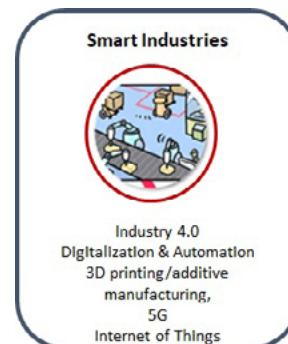 Smart Industries
Industry 4.0
Digitalization & Automation
3D printing/additive
manufacturing,
5G
Internet of Things